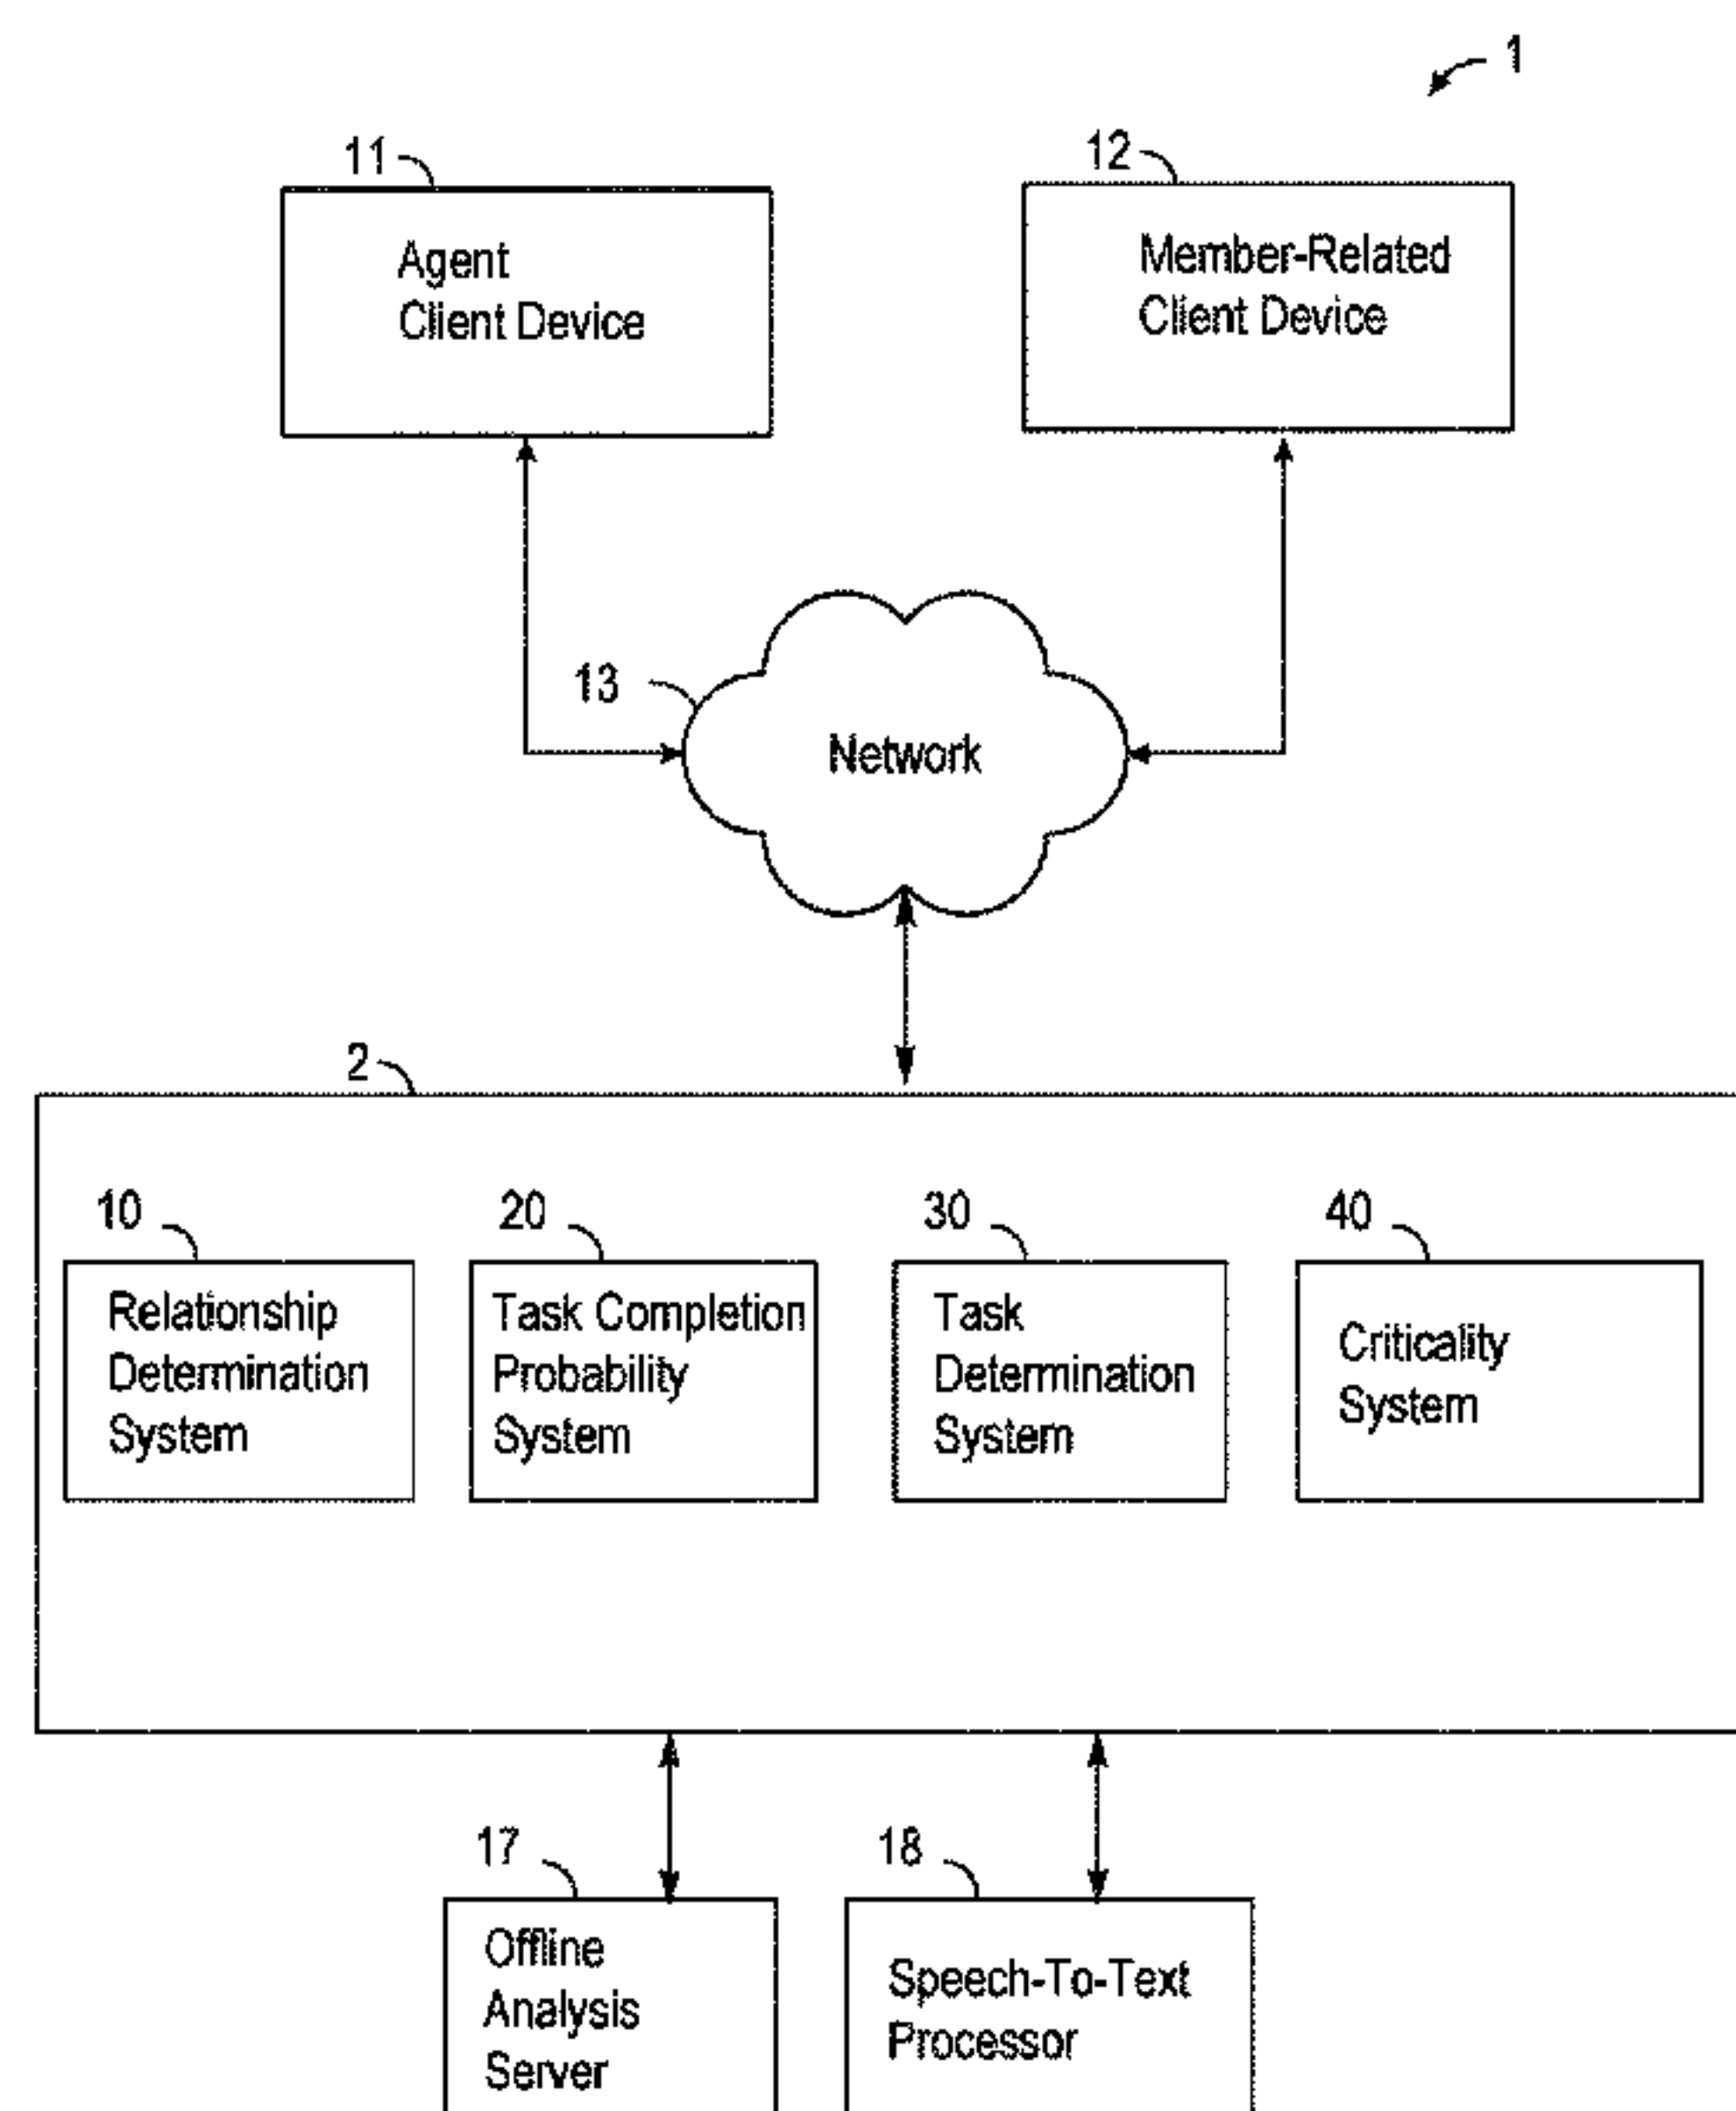 1
11
12
Agent
Client Device
Member-Related
Client Device
13
Network
2
10
20
30
40
Relationship
Determination
System
Task Completion
Probability
System
Task
Determination
System
Criticality
System
17
18
Offline
Analysis
Server
Speech-To-Text
Processor